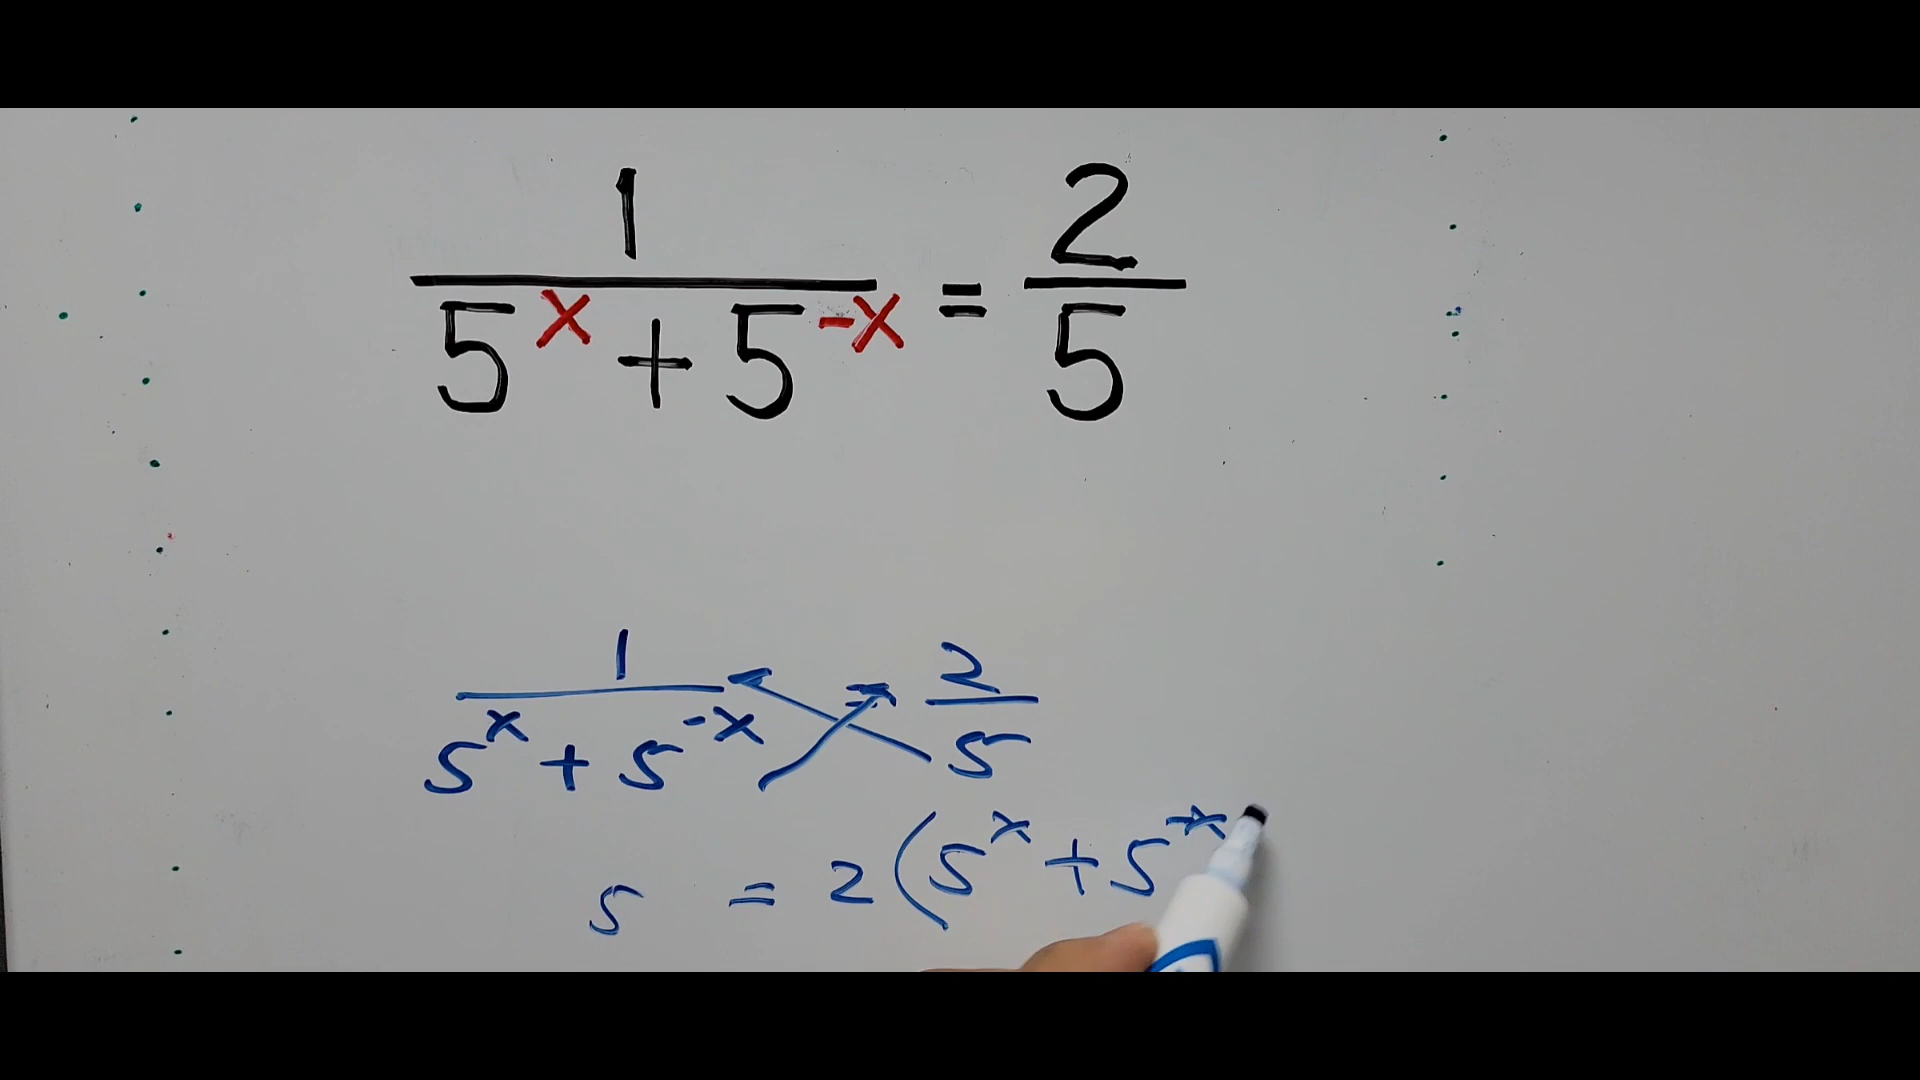 1/(5^x + 5^-x) = 2/5
1/(5^x + 5^-x) = 2/5
5 = 2(5^x + 5^-x